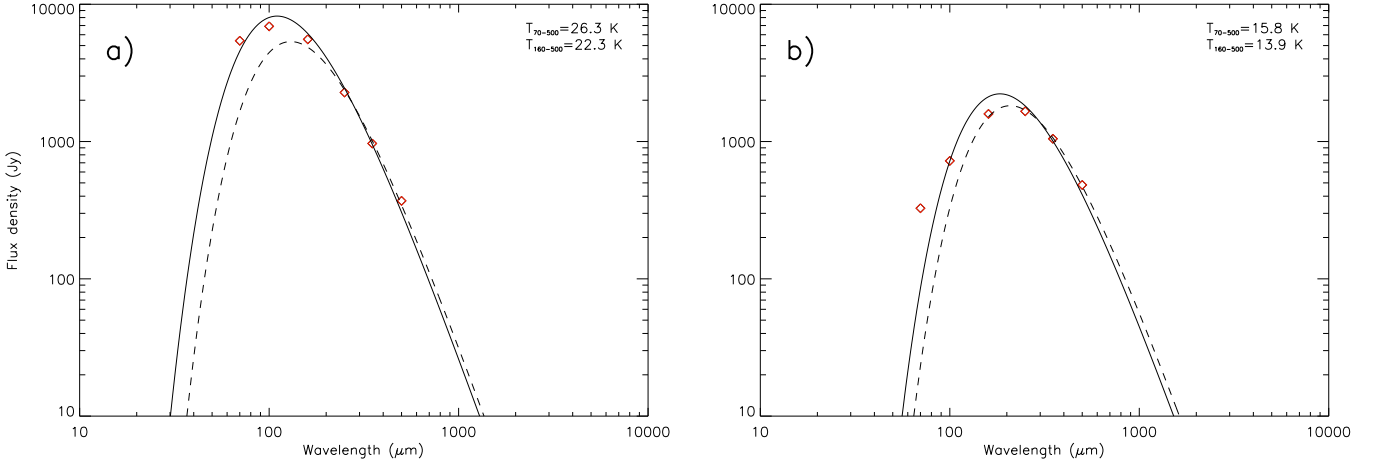 a)
T70-500=26.3 K
T160-500=22.3 K
10000
1000
100
10
Flux density (Jy)
10 100 1000 10000
Wavelength (μm)
b)
T70-500=15.8 K
T160-500=13.9 K
10000
1000
100
10
10 100 1000 10000
Wavelength (μm)